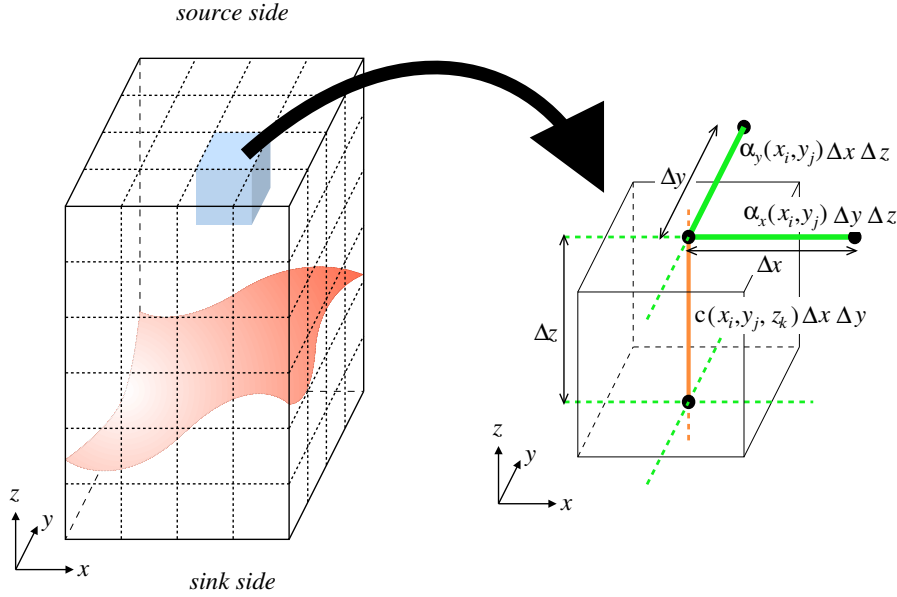 source side
α_y(x_i,y_j) Δx Δz
Δy
α_x(x_i,y_j) Δy Δz
Δx
c(x_i,y_j,z_k) Δx Δy
Δz
z
y
x
z
y
x
sink side